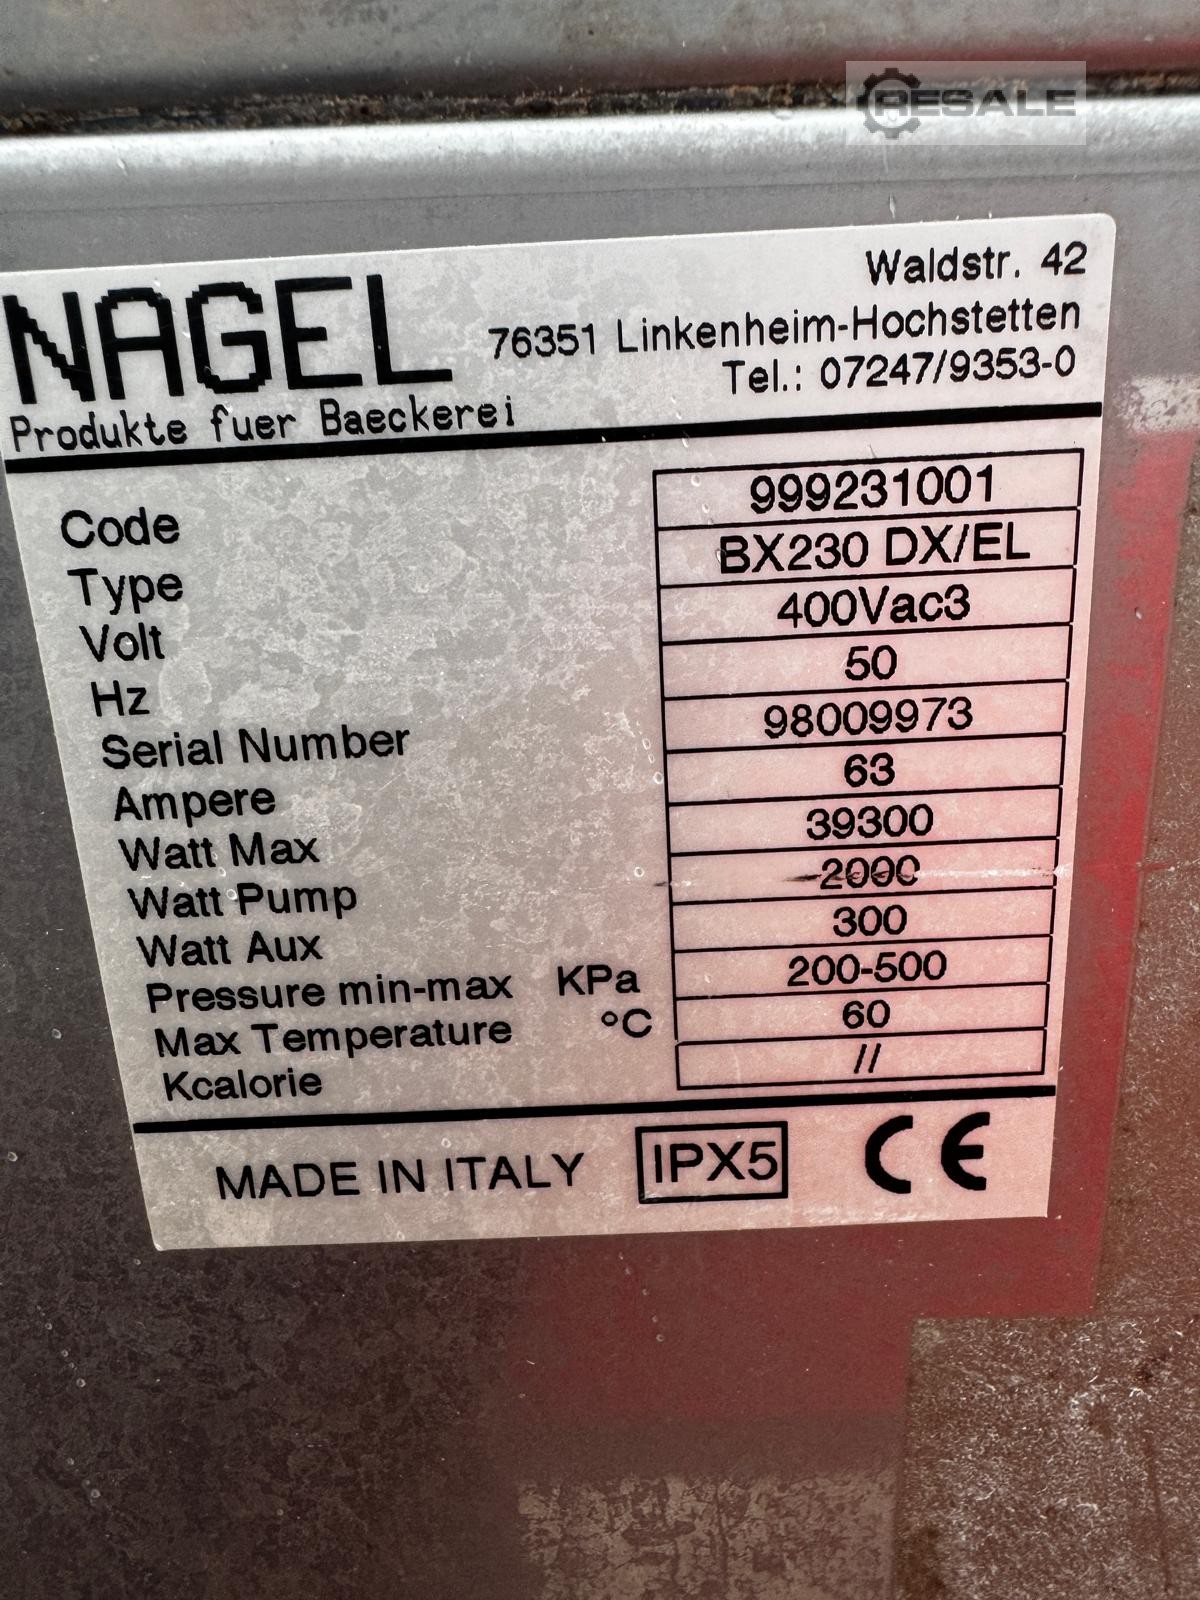 RESALE
NAGEL
Produkte fuer Baeckerei
Waldstr. 42
76351 Linkenheim-Hochstetten
Tel.: 07247/9353-0
Code 999231001
Type BX230 DX/EL
Volt 400Vac3
Hz 50
Serial Number 98009973
Ampere 63
Watt Max 39300
Watt Pump 2000
Watt Aux 300
Pressure min-max KPa 200-500
Max Temperature °C 60
Kcalorie //
MADE IN ITALY IPX5 CE